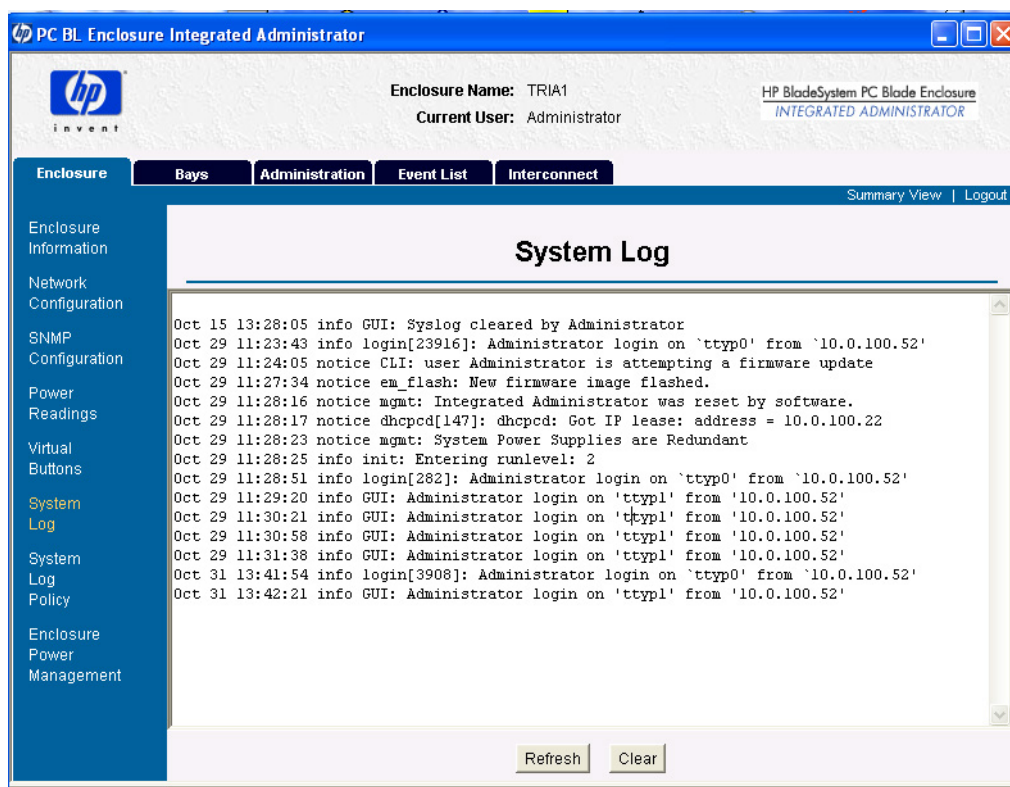 PC BL Enclosure Integrated Administrator
hp
invent
Enclosure Name: TRIA1
Current User: Administrator
HP BladeSystem PC Blade Enclosure
INTEGRATED ADMINISTRATOR
Enclosure Bays Administration Event List Interconnect
Summary View | Logout
Enclosure
Information
Network
Configuration
SNMP
Configuration
Power
Readings
Virtual
Buttons
System
Log
System
Log
Policy
Enclosure
Power
Management
System Log
Oct 15 13:28:05 info GUI: Syslog cleared by Administrator
Oct 29 11:23:43 info login[23916]: Administrator login on `ttyp0' from `10.0.100.52'
Oct 29 11:24:05 notice CLI: user Administrator is attempting a firmware update
Oct 29 11:27:34 notice em_flash: New firmware image flashed.
Oct 29 11:28:16 notice mgmt: Integrated Administrator was reset by software.
Oct 29 11:28:17 notice dhcpcd[147]: dhcpcd: Got IP lease: address = 10.0.100.22
Oct 29 11:28:23 notice mgmt: System Power Supplies are Redundant
Oct 29 11:28:25 info init: Entering runlevel: 2
Oct 29 11:28:51 info login[282]: Administrator login on `ttyp0' from `10.0.100.52'
Oct 29 11:29:20 info GUI: Administrator login on 'ttyp1' from '10.0.100.52'
Oct 29 11:30:21 info GUI: Administrator login on 'ttyp1' from '10.0.100.52'
Oct 29 11:30:58 info GUI: Administrator login on 'ttyp1' from '10.0.100.52'
Oct 29 11:31:38 info GUI: Administrator login on 'ttyp1' from '10.0.100.52'
Oct 31 13:41:54 info login[3908]: Administrator login on `ttyp0' from `10.0.100.52'
Oct 31 13:42:21 info GUI: Administrator login on 'ttyp1' from '10.0.100.52'
Refresh Clear